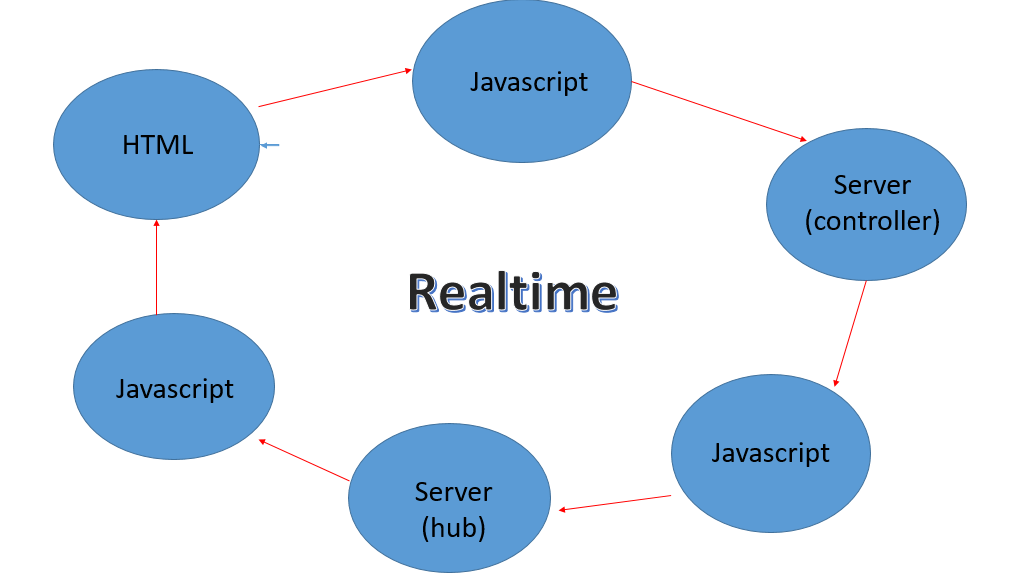 Javascript
HTML
Server
(controller)
Realtime
Javascript
Javascript
Server
(hub)